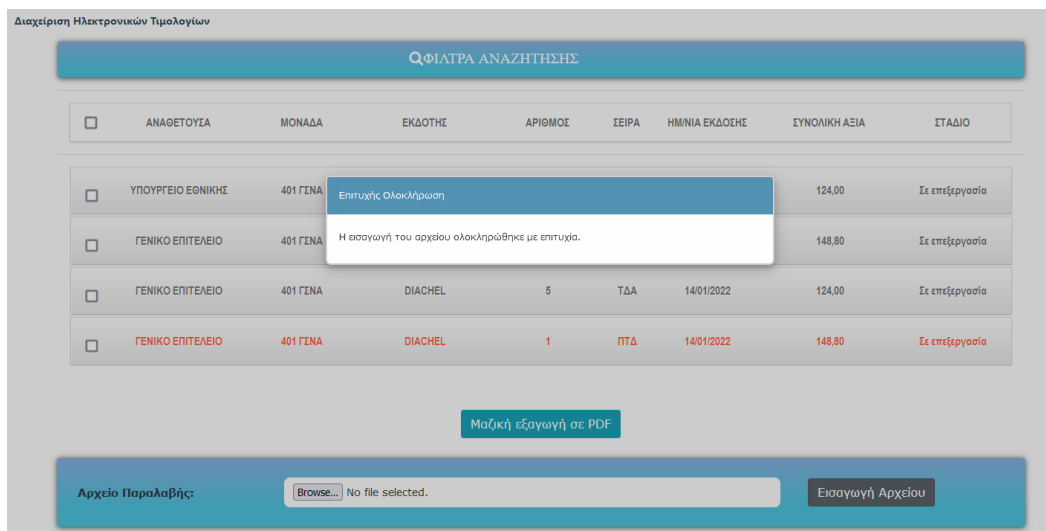 Διαχείριση Ηλεκτρονικών Τιμολογίων
ΦΙΛΤΡΑ ΑΝΑΖΗΤΗΣΗΣ
ΑΝΑΘΕΤΟΥΣΑ ΜΟΝΑΔΑ ΕΚΔΟΤΗΣ ΑΡΙΘΜΟΣ ΣΕΙΡΑ ΗΜ/ΝΙΑ ΕΚΔΟΣΗΣ ΣΥΝΟΛΙΚΗ ΑΞΙΑ ΣΤΑΔΙΟ
ΥΠΟΥΡΓΕΙΟ ΕΘΝΙΚΗΣ 401 ΓΣΝΑ 124,00 Σε επεξεργασία
Επιτυχής Ολοκλήρωση
Η εισαγωγή του αρχείου ολοκληρώθηκε με επιτυχία.
ΓΕΝΙΚΟ ΕΠΙΤΕΛΕΙΟ 401 ΓΣΝΑ 148,80 Σε επεξεργασία
ΓΕΝΙΚΟ ΕΠΙΤΕΛΕΙΟ 401 ΓΣΝΑ DIACHEL 5 ΤΔΑ 14/01/2022 124,00 Σε επεξεργασία
ΓΕΝΙΚΟ ΕΠΙΤΕΛΕΙΟ 401 ΓΣΝΑ DIACHEL 1 ΠΤΔ 14/01/2022 148,80 Σε επεξεργασία
Μαζική εξαγωγή σε PDF
Αρχείο Παραλαβής: Browse... No file selected. Εισαγωγή Αρχείου